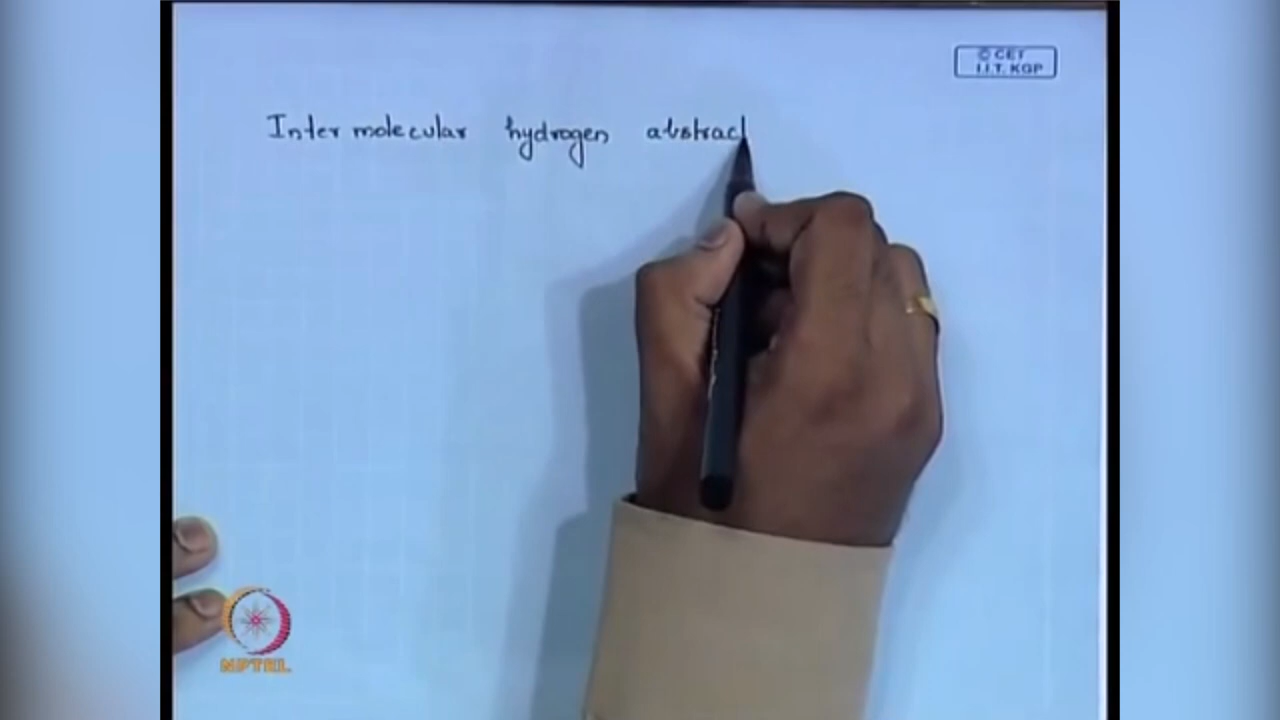 © CET
I.I.T. KGP
Inter molecular hydrogen abstract
NPTEL